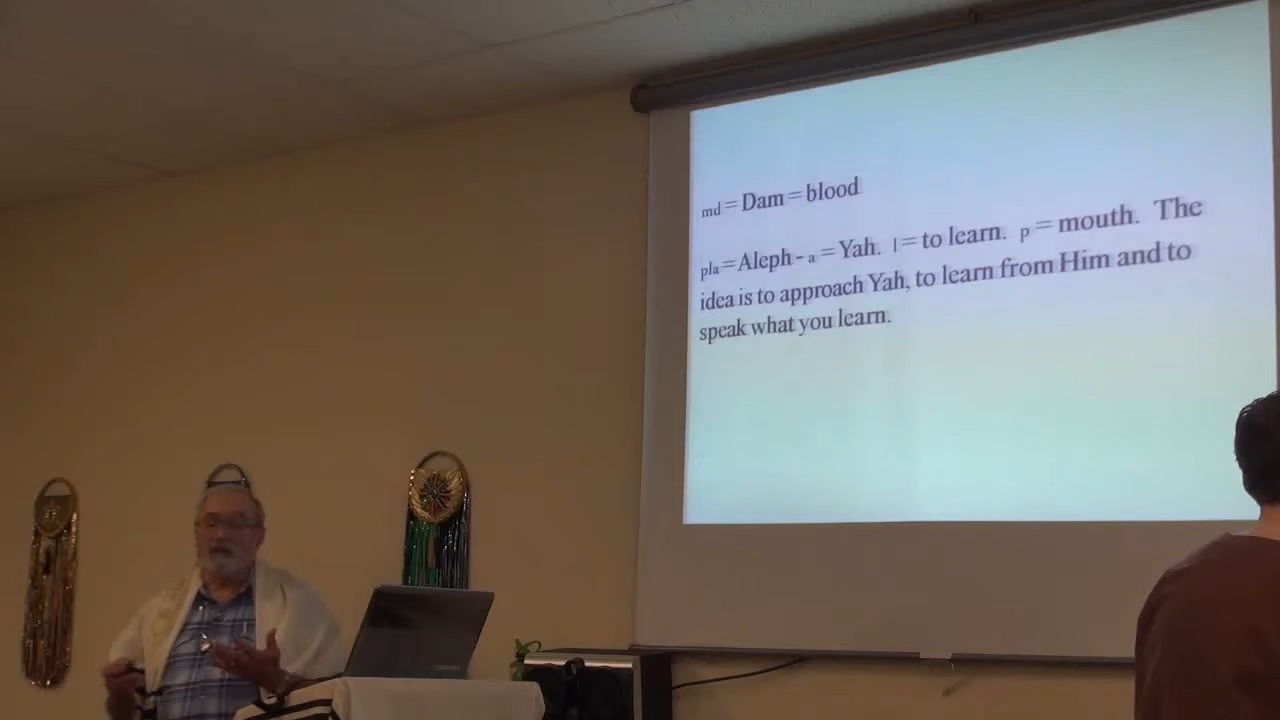 md = Dam = blood
pla = Aleph - a = Yah. l = to learn. p = mouth. The
idea is to approach Yah, to learn from Him and to
speak what you learn.